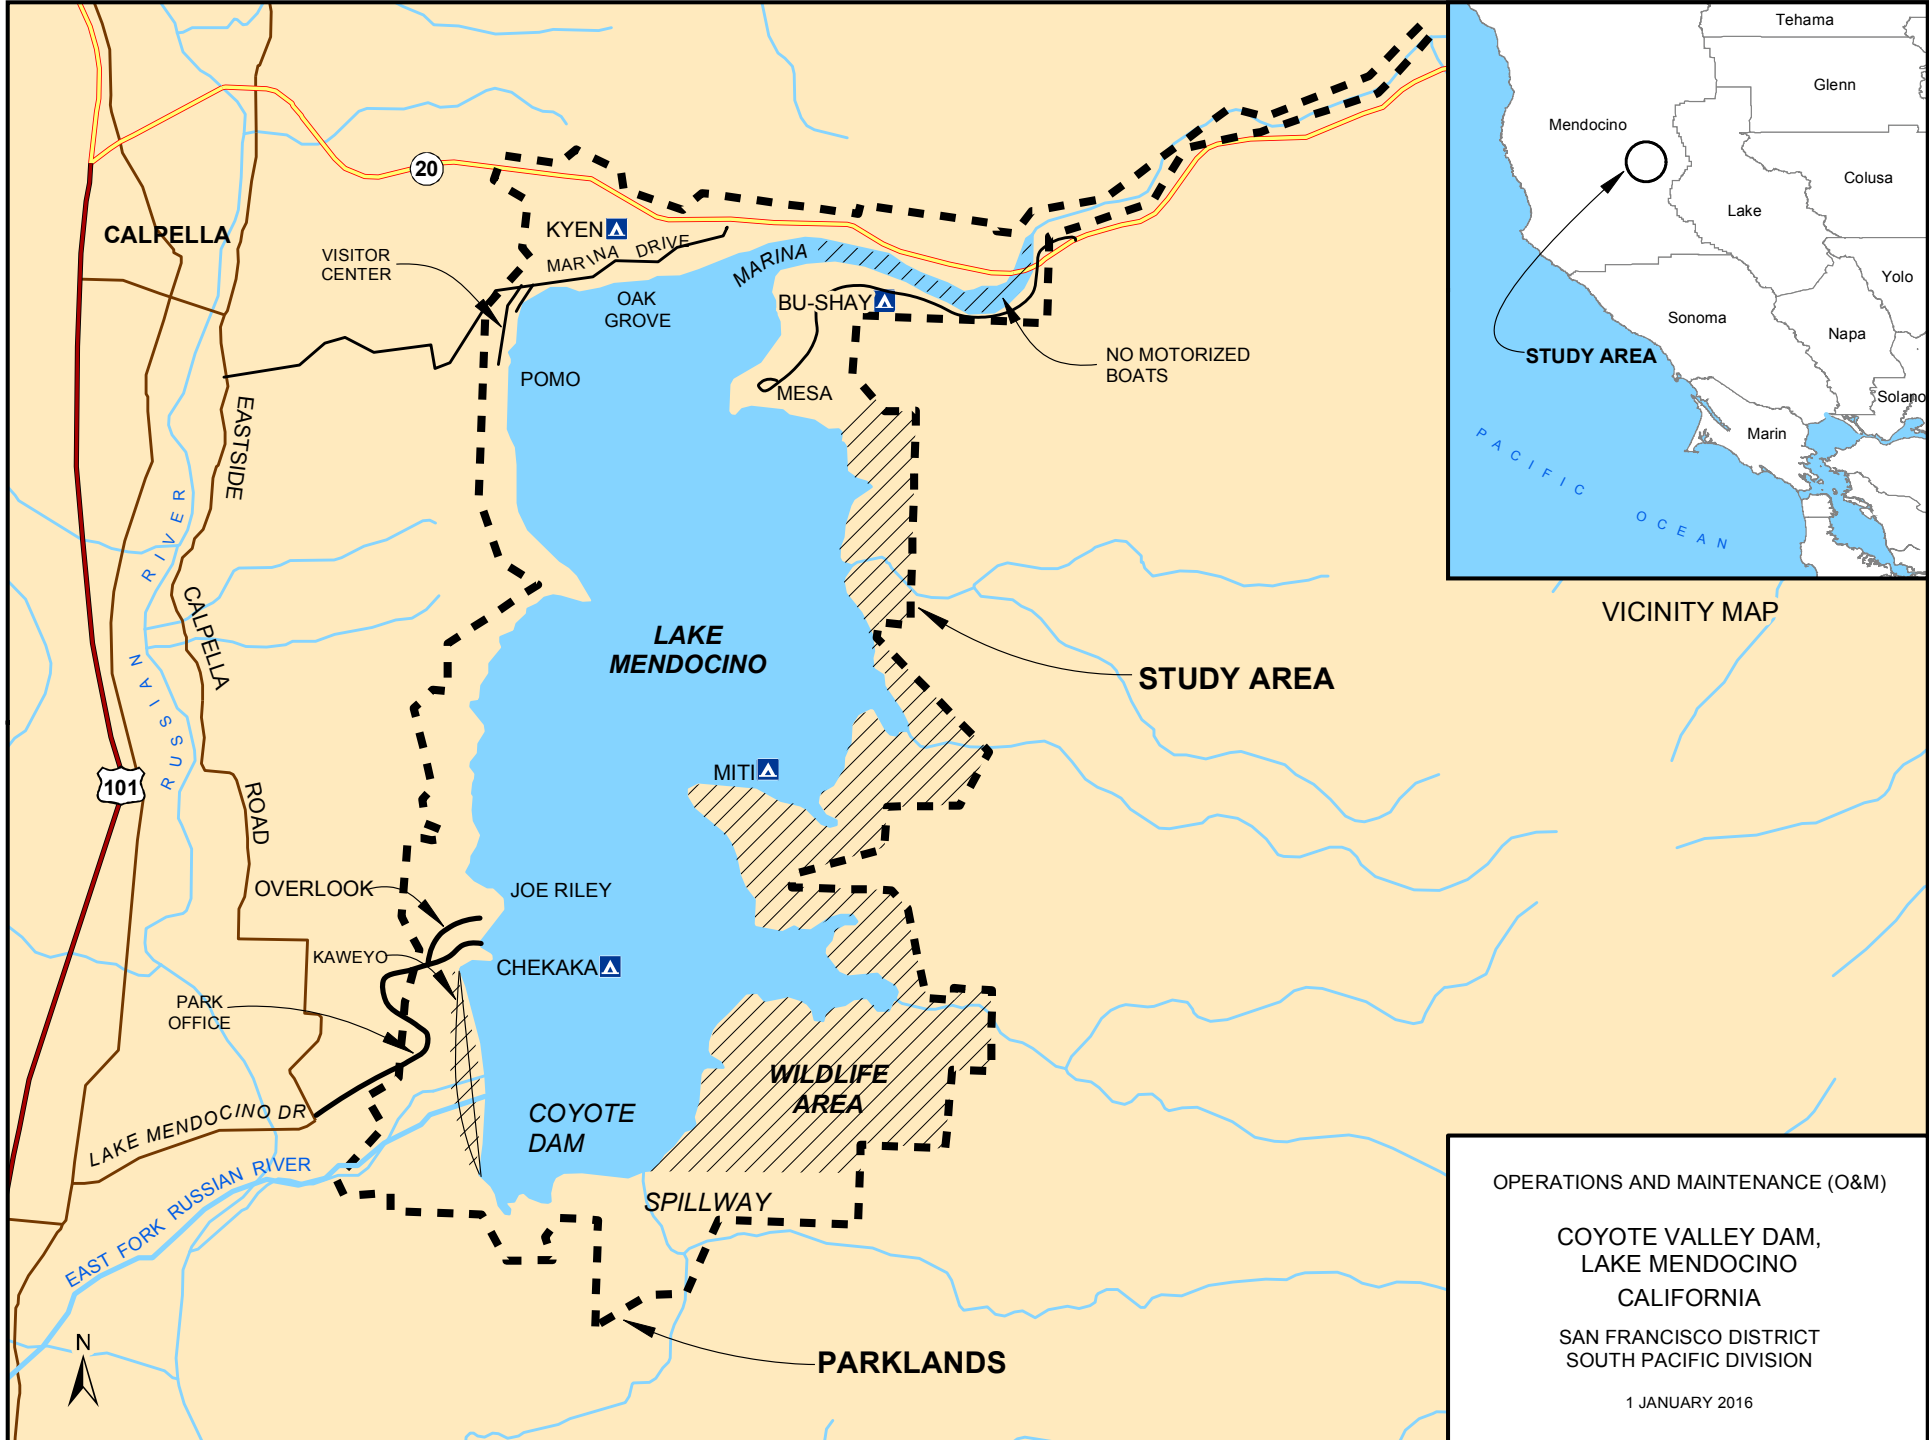 20
CALPELLA
VISITOR
CENTER
KYEN
MARINA DRIVE
MARINA
OAK
GROVE
BU-SHAY
NO MOTORIZED
BOATS
POMO
MESA
EASTSIDE
CALPELLA
ROAD
RUSSIAN RIVER
LAKE
MENDOCINO
STUDY AREA
MITI
101
OVERLOOK
JOE RILEY
KAWEYO
CHEKAKA
PARK
OFFICE
WILDLIFE
AREA
COYOTE
DAM
LAKE MENDOCINO DR
EAST FORK RUSSIAN RIVER
SPILLWAY
PARKLANDS
N
Tehama
Glenn
Mendocino
Colusa
Lake
Yolo
Sonoma
Napa
STUDY AREA
Solano
Marin
PACIFIC
OCEAN
VICINITY MAP
OPERATIONS AND MAINTENANCE (O&M)
COYOTE VALLEY DAM,
LAKE MENDOCINO
CALIFORNIA
SAN FRANCISCO DISTRICT
SOUTH PACIFIC DIVISION
1 JANUARY 2016